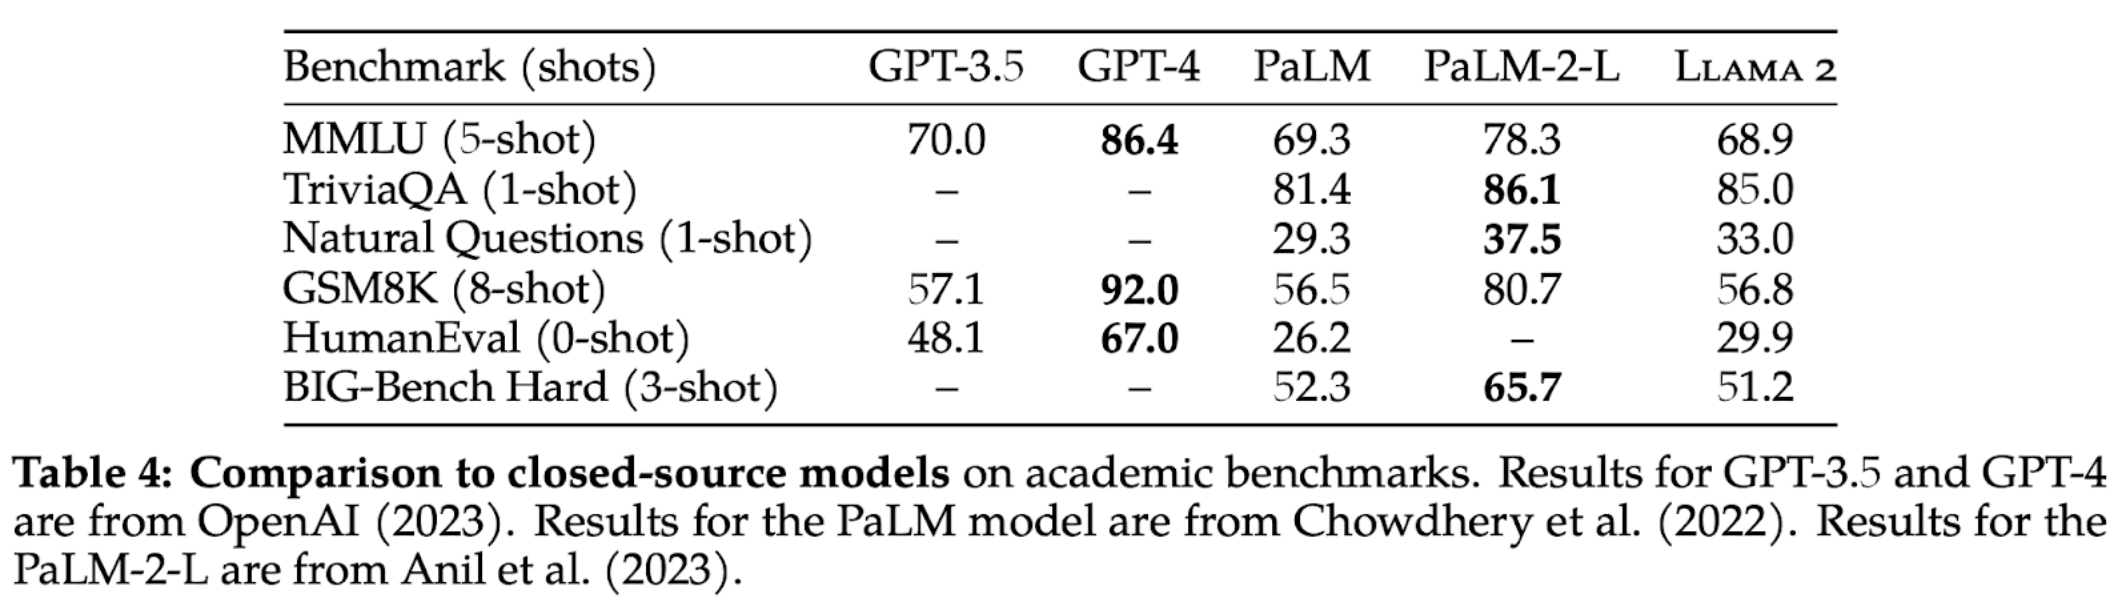 Benchmark (shots) GPT-3.5 GPT-4 PaLM PaLM-2-L LLAMA 2
MMLU (5-shot) 70.0 86.4 69.3 78.3 68.9
TriviaQA (1-shot) – – 81.4 86.1 85.0
Natural Questions (1-shot) – – 29.3 37.5 33.0
GSM8K (8-shot) 57.1 92.0 56.5 80.7 56.8
HumanEval (0-shot) 48.1 67.0 26.2 – 29.9
BIG-Bench Hard (3-shot) – – 52.3 65.7 51.2
Table 4: Comparison to closed-source models on academic benchmarks. Results for GPT-3.5 and GPT-4
are from OpenAI (2023). Results for the PaLM model are from Chowdhery et al. (2022). Results for the
PaLM-2-L are from Anil et al. (2023).